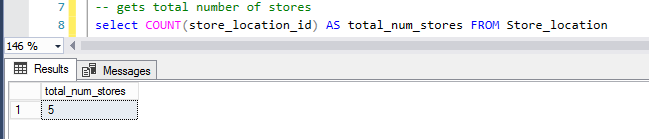 7 -- gets total number of stores
8 select COUNT(store_location_id) AS total_num_stores FROM Store_location
146 %
Results Messages
total_num_stores
1 5